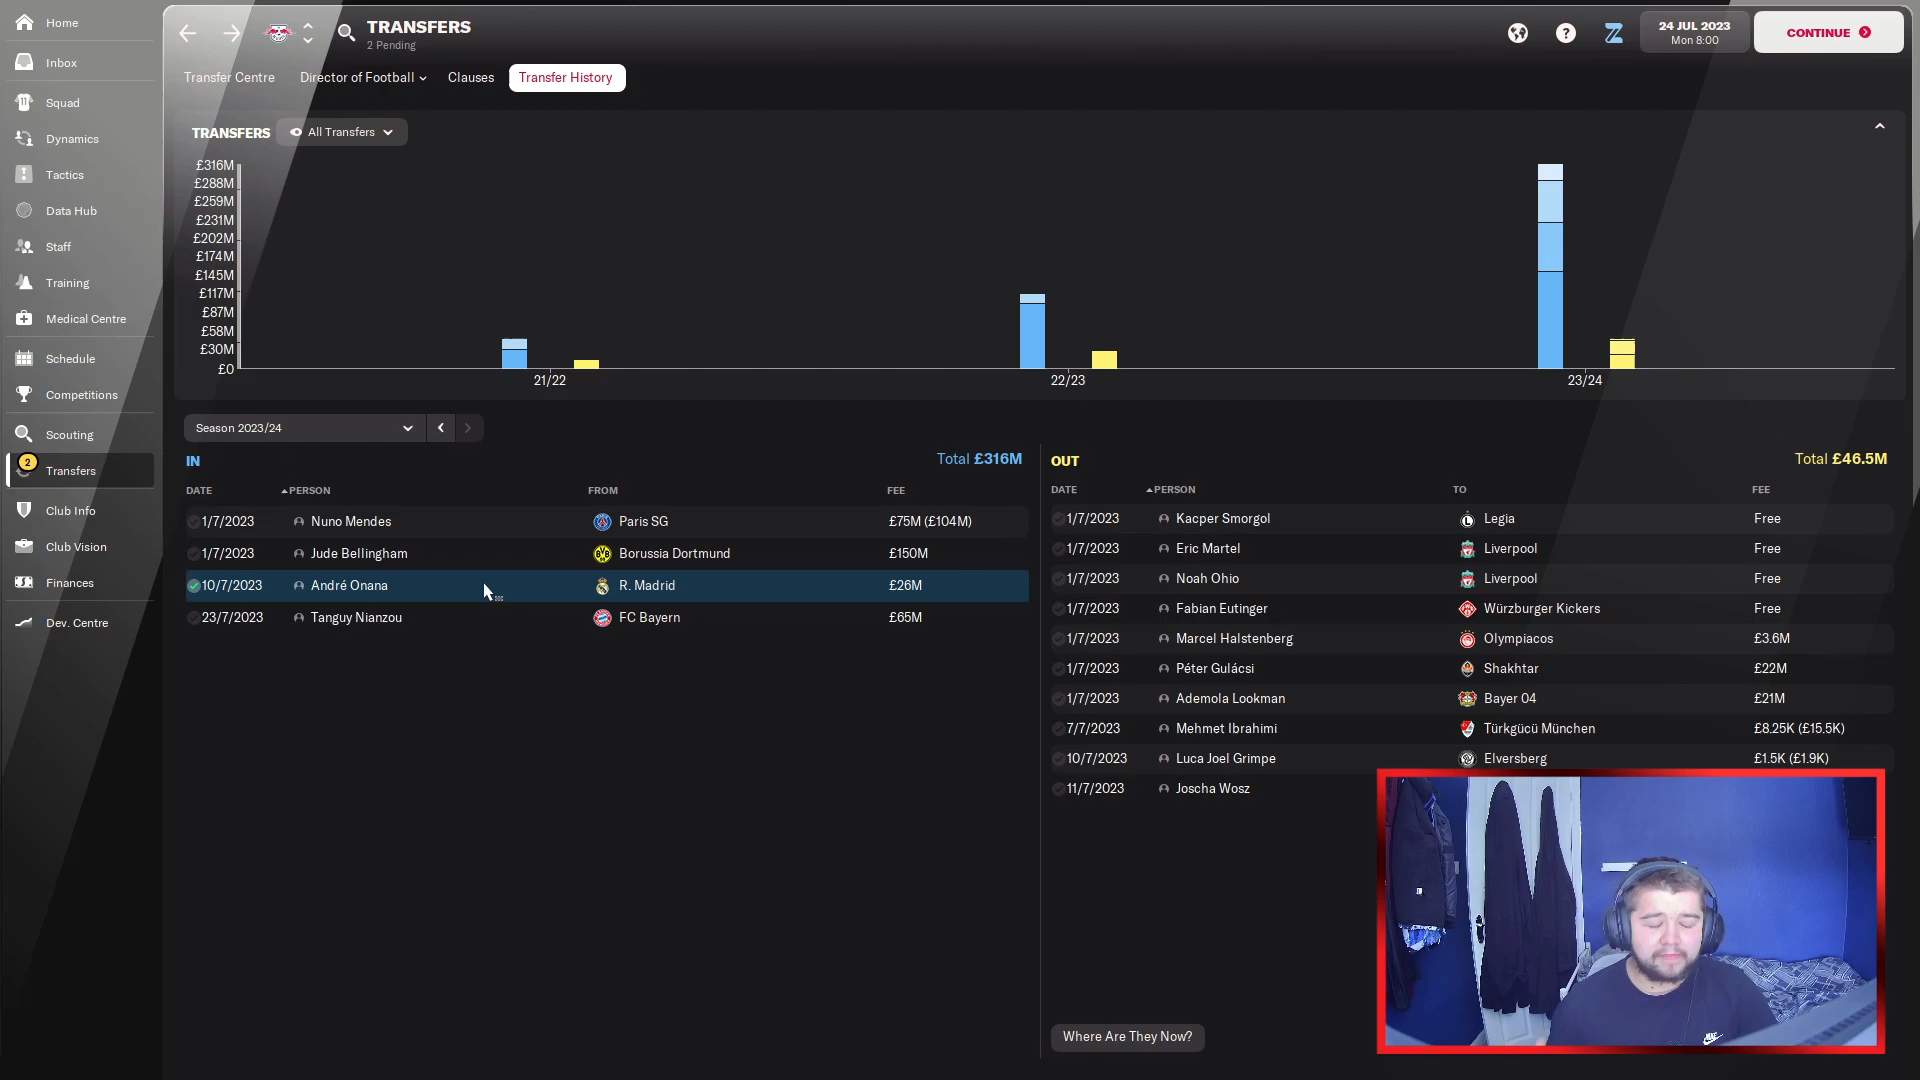 Home
Inbox
Squad
Dynamics
Tactics
Data Hub
Staff
Training
Medical Centre
Schedule
Competitions
Scouting
2
Transfers
Club Info
Club Vision
Finances
Dev. Centre
TRANSFERS
2 Pending
24 JUL 2023
Mon 8:00
CONTINUE
Transfer Centre
Director of Football
Clauses
Transfer History
TRANSFERS
All Transfers
£316M
£288M
£259M
£231M
£202M
£174M
£145M
£117M
£87M
£58M
£30M
£0
21/22
22/23
23/24
Season 2023/24
IN
Total £316M
DATE PERSON FROM FEE
1/7/2023 Nuno Mendes Paris SG £75M (£104M)
1/7/2023 Jude Bellingham Borussia Dortmund £150M
10/7/2023 André Onana R. Madrid £26M
23/7/2023 Tanguy Nianzou FC Bayern £65M
OUT
Total £46.5M
DATE PERSON TO FEE
1/7/2023 Kacper Smorgol Legia Free
1/7/2023 Eric Martel Liverpool Free
1/7/2023 Noah Ohio Liverpool Free
1/7/2023 Fabian Eutinger Würzburger Kickers Free
1/7/2023 Marcel Halstenberg Olympiacos £3.6M
1/7/2023 Péter Gulácsi Shakhtar £22M
1/7/2023 Ademola Lookman Bayer 04 £21M
7/7/2023 Mehmet Ibrahimi Türkgücü München £8.25K (£15.5K)
10/7/2023 Luca Joel Grimpe Elversberg £1.5K (£1.9K)
11/7/2023 Joscha Wosz
Where Are They Now?